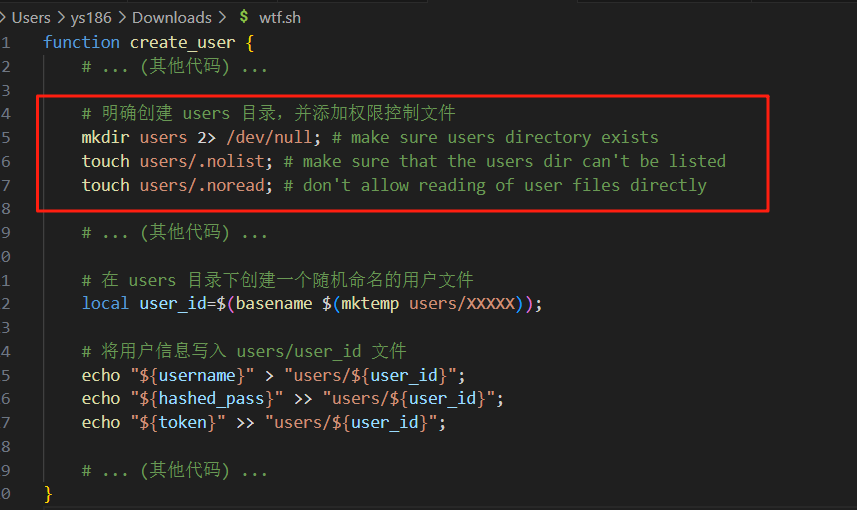 Users > ys186 > Downloads > $ wtf.sh
1 function create_user {
2 # ... (其他代码) ...
3
4 # 明确创建 users 目录，并添加权限控制文件
5 mkdir users 2> /dev/null; # make sure users directory exists
6 touch users/.nolist; # make sure that the users dir can't be listed
7 touch users/.noread; # don't allow reading of user files directly
8
9 # ... (其他代码) ...
0
1 # 在 users 目录下创建一个随机命名的用户文件
2 local user_id=$(basename $(mktemp users/XXXXX));
3
4 # 将用户信息写入 users/user_id 文件
5 echo "${username}" > "users/${user_id}";
6 echo "${hashed_pass}" >> "users/${user_id}";
7 echo "${token}" >> "users/${user_id}";
8
9 # ... (其他代码) ...
0 }